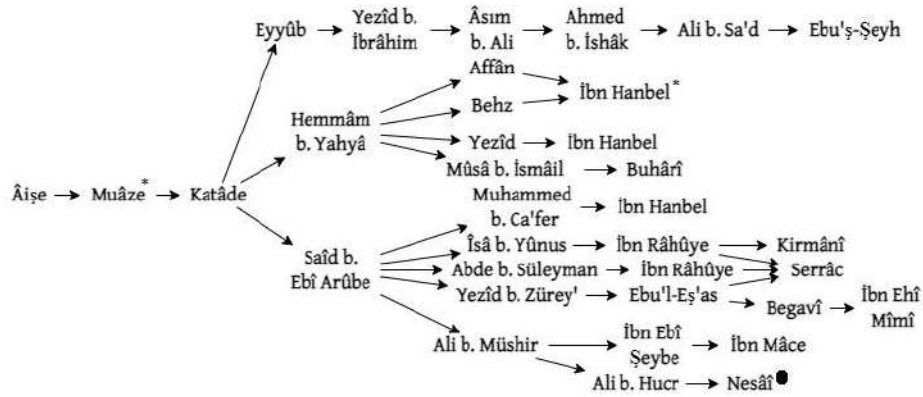 Eyyûb
Yezîd b.
İbrâhim
Âsım
b. Ali
Ahmed
b. İshâk
Ali b. Sa'd
Ebu'ş-Şeyh
Affân
Behz
İbn Hanbel*
Hemmâm
b. Yahyâ
Yezîd
İbn Hanbel
Mûsâ b. İsmâil
Buhârî
Âişe
Muâze*
Katâde
Muhammed
b. Ca'fer
İbn Hanbel
Saîd b.
Ebî Arûbe
Îsâ b. Yûnus
İbn Râhûye
Kirmânî
Abde b. Süleyman
İbn Râhûye
Serrâc
Yezîd b. Zürey'
Ebu'l-Eş'as
Begavî
İbn Ehî
Mîmî
Ali b. Müshir
İbn Ebî
Şeybe
İbn Mâce
Ali b. Hucr
Nesâî